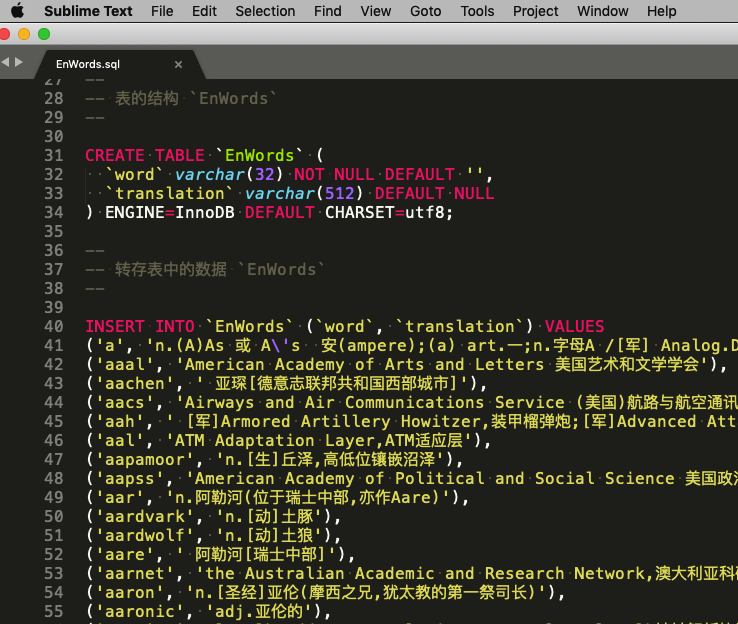 Sublime Text File Edit Selection Find View Goto Tools Project Window Help
EnWords.sql ×
27 --
28 -- 表的结构 `EnWords`
29 --
30
31 CREATE TABLE `EnWords` (
32 `word` varchar(32) NOT NULL DEFAULT '',
33 `translation` varchar(512) DEFAULT NULL
34 ) ENGINE=InnoDB DEFAULT CHARSET=utf8;
35
36 --
37 -- 转存表中的数据 `EnWords`
38 --
39
40 INSERT INTO `EnWords` (`word`, `translation`) VALUES
41 ('a', 'n.(A)As 或 A\'s  安(ampere);(a) art.一;n.字母A /[军] Analog.D
42 ('aaal', 'American Academy of Arts and Letters 美国艺术和文学学会'),
43 ('aachen', ' 亚琛[德意志联邦共和国西部城市]'),
44 ('aacs', 'Airways and Air Communications Service (美国)航路与航空通讯
45 ('aah', ' [军]Armored Artillery Howitzer,装甲榴弹炮;[军]Advanced Att
46 ('aal', 'ATM Adaptation Layer,ATM适应层'),
47 ('aapamoor', 'n.[生]丘泽,高低位镶嵌沼泽'),
48 ('aapss', 'American Academy of Political and Social Science 美国政治
49 ('aar', 'n.阿勒河(位于瑞士中部,亦作Aare)'),
50 ('aardvark', 'n.[动]土豚'),
51 ('aardwolf', 'n.[动]土狼'),
52 ('aare', ' 阿勒河[瑞士中部]'),
53 ('aarnet', 'the Australian Academic and Research Network,澳大利亚科
54 ('aaron', 'n.[圣经]亚伦(摩西之兄,犹太教的第一祭司长)'),
55 ('aaronic', 'adj.亚伦的'),